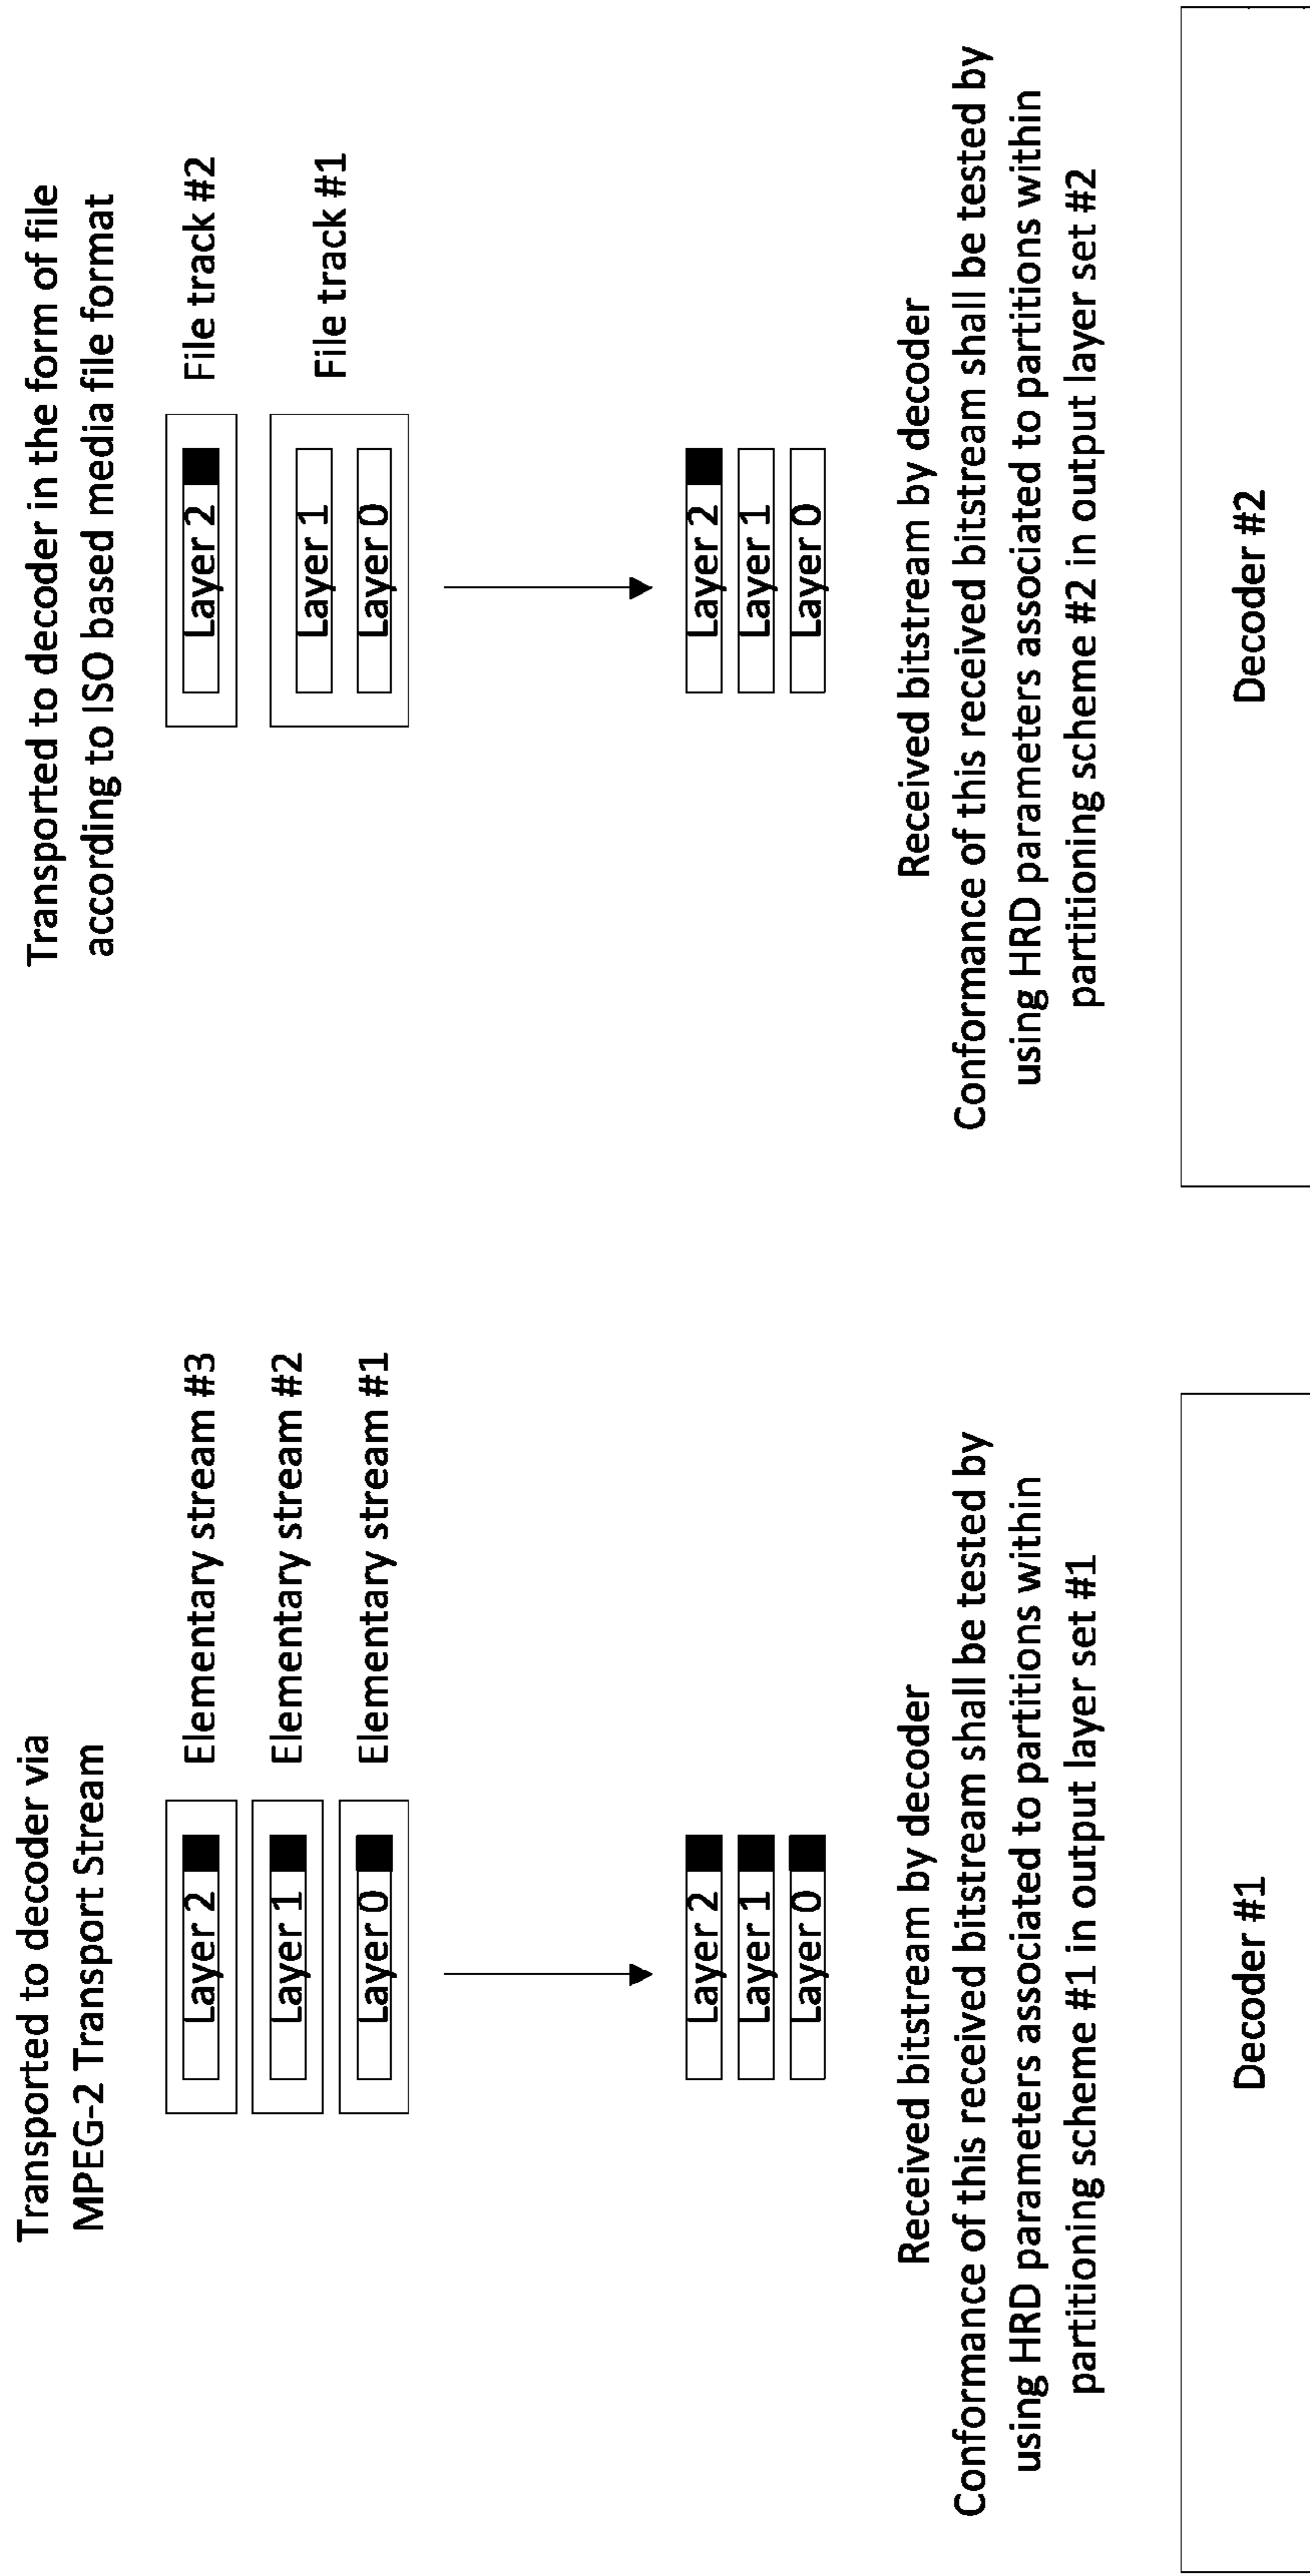 Transported to decoder via
MPEG-2 Transport Stream
Layer 2
Elementary stream #3
Layer 1
Elementary stream #2
Layer 0
Elementary stream #1
Layer 2
Layer 1
Layer 0
Received bitstream by decoder
Conformance of this received bitstream shall be tested by
using HRD parameters associated to partitions within
partitioning scheme #1 in output layer set #1
Decoder #1
Transported to decoder in the form of file
according to ISO based media file format
Layer 2
File track #2
Layer 1
Layer 0
File track #1
Layer 2
Layer 1
Layer 0
Received bitstream by decoder
Conformance of this received bitstream shall be tested by
using HRD parameters associated to partitions within
partitioning scheme #2 in output layer set #2
Decoder #2